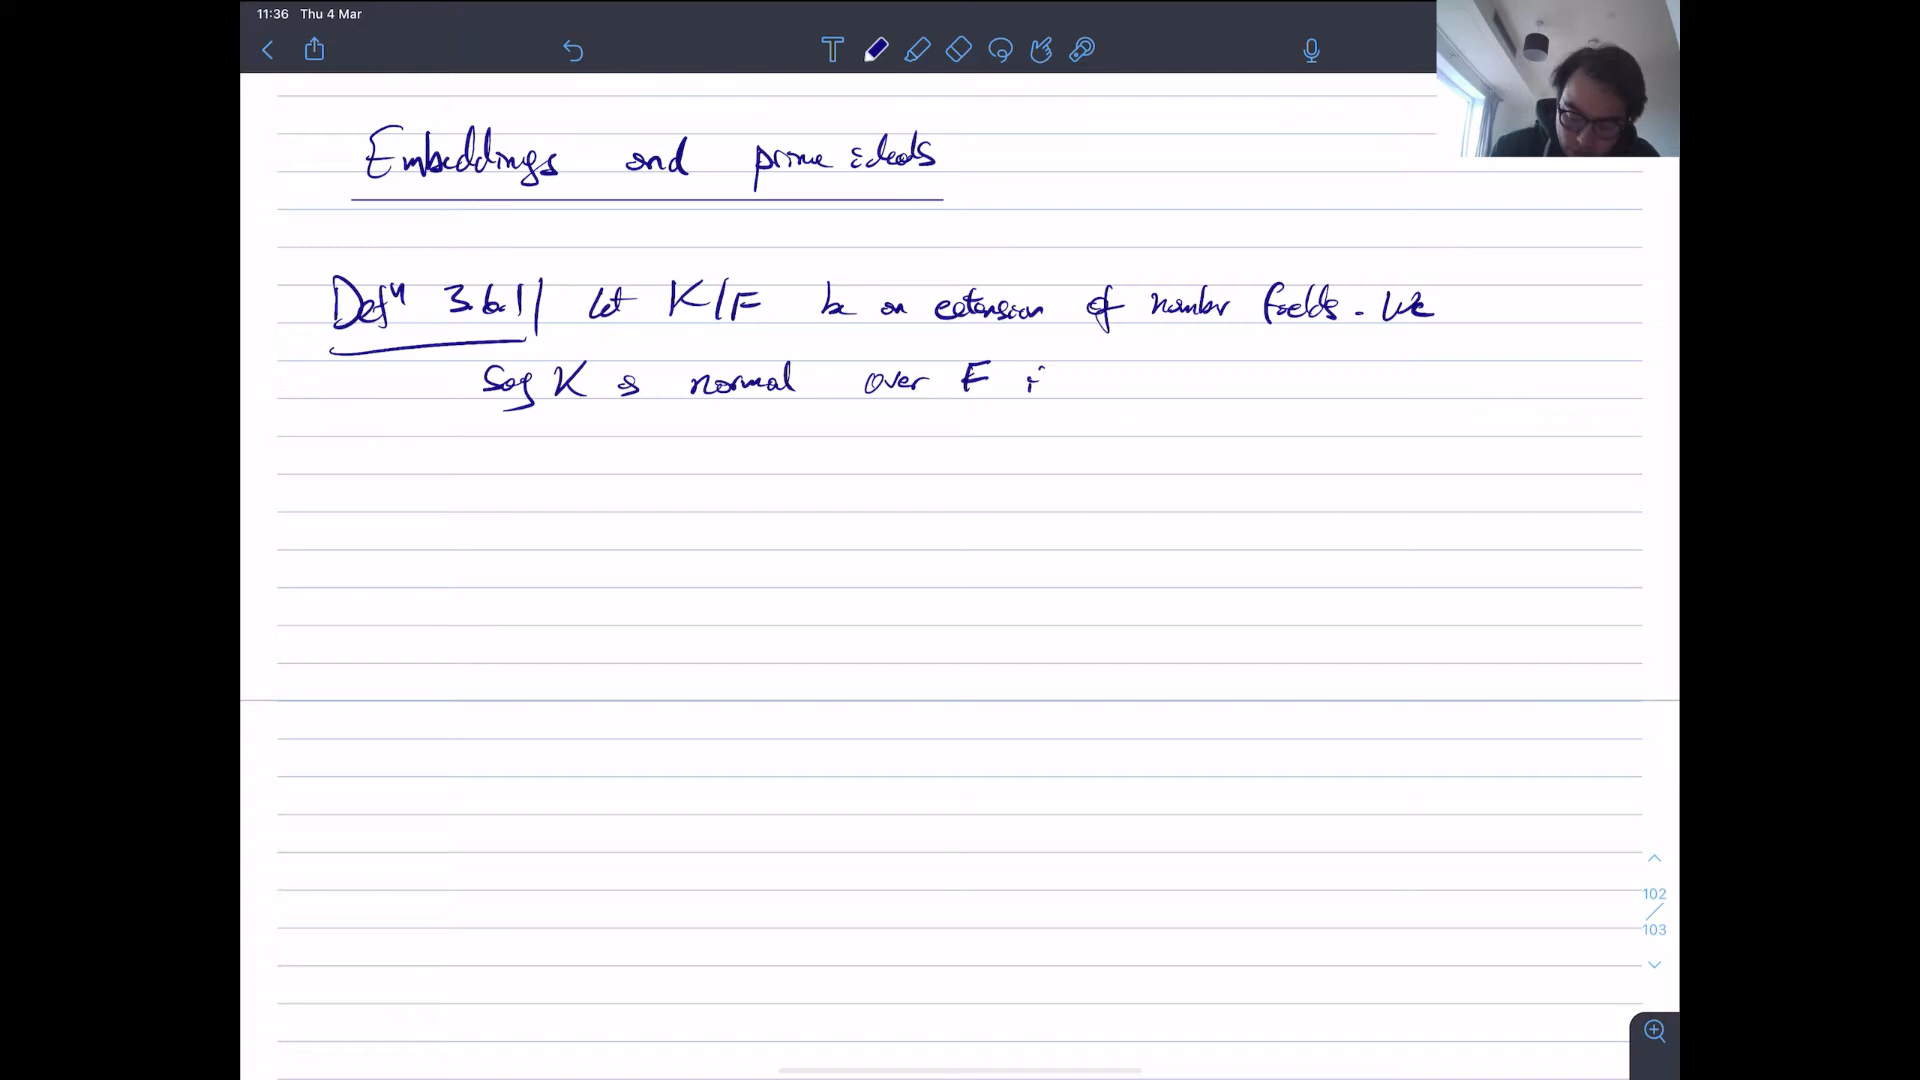 11:36 Thu 4 Mar
Embeddings and prime ideals
Defn 3.6.1 | Let K/F be an extension of number fields. We
say K is normal over F i
102
103